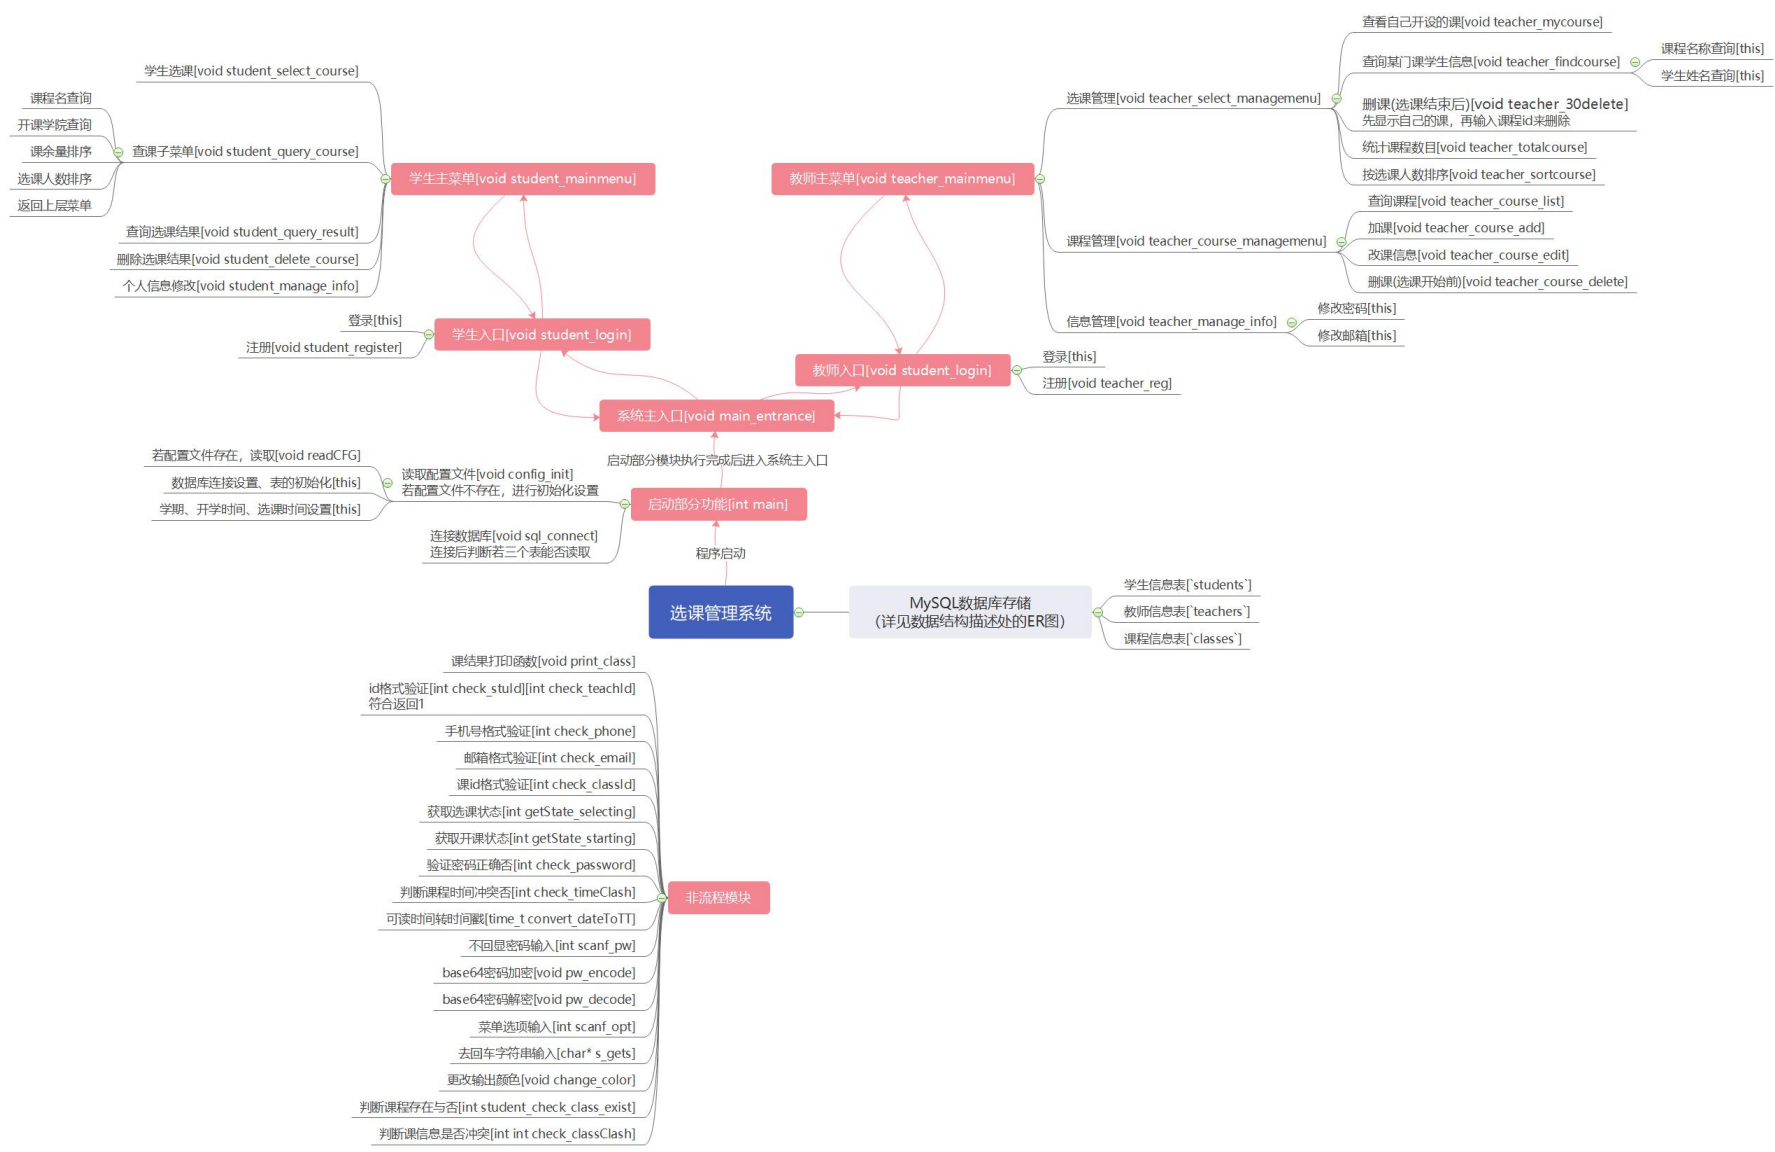 学生选课[void student_select_course]
课程名查询
开课学院查询
课余量排序
选课人数排序
返回上层菜单
查课子菜单[void student_query_course]
查询选课结果[void student_query_result]
删除选课结果[void student_delete_course]
个人信息修改[void student_manage_info]
学生主菜单[void student_mainmenu]
登录[this]
注册[void student_register]
学生入口[void student_login]
教师主菜单[void teacher_mainmenu]
选课管理[void teacher_select_managemenu]
查看自己开设的课[void teacher_mycourse]
查询某门课学生信息[void teacher_findcourse]
课程名称查询[this]
学生姓名查询[this]
删课(选课结束后)[void teacher_30delete]
先显示自己的课，再输入课程id来删除
统计课程数目[void teacher_totalcourse]
按选课人数排序[void teacher_sortcourse]
课程管理[void teacher_course_managemenu]
查询课程[void teacher_course_list]
加课[void teacher_course_add]
改课信息[void teacher_course_edit]
删课(选课开始前)[void teacher_course_delete]
信息管理[void teacher_manage_info]
修改密码[this]
修改邮箱[this]
教师入口[void student_login]
登录[this]
注册[void teacher_reg]
系统主入口[void main_entrance]
启动部分模块执行完成后进入系统主入口
若配置文件存在，读取[void readCFG]
数据库连接设置、表的初始化[this]
学期、开学时间、选课时间设置[this]
读取配置文件[void config_init]
若配置文件不存在，进行初始化设置
连接数据库[void sql_connect]
连接后判断若三个表能否读取
启动部分功能[int main]
程序启动
选课管理系统
MySQL数据库存储
（详见数据结构描述处的ER图）
学生信息表[`students`]
教师信息表[`teachers`]
课程信息表[`classes`]
课结果打印函数[void print_class]
id格式验证[int check_stuId][int check_teachId]
符合返回1
手机号格式验证[int check_phone]
邮箱格式验证[int check_email]
课id格式验证[int check_classId]
获取选课状态[int getState_selecting]
获取开课状态[int getState_starting]
验证密码正确否[int check_password]
判断课程时间冲突否[int check_timeClash]
可读时间转时间戳[time_t convert_dateToTT]
不回显密码输入[int scanf_pw]
base64密码加密[void pw_encode]
base64密码解密[void pw_decode]
菜单选项输入[int scanf_opt]
去回车字符串输入[char* s_gets]
更改输出颜色[void change_color]
判断课程存在与否[int student_check_class_exist]
判断课信息是否冲突[int int check_classClash]
非流程模块